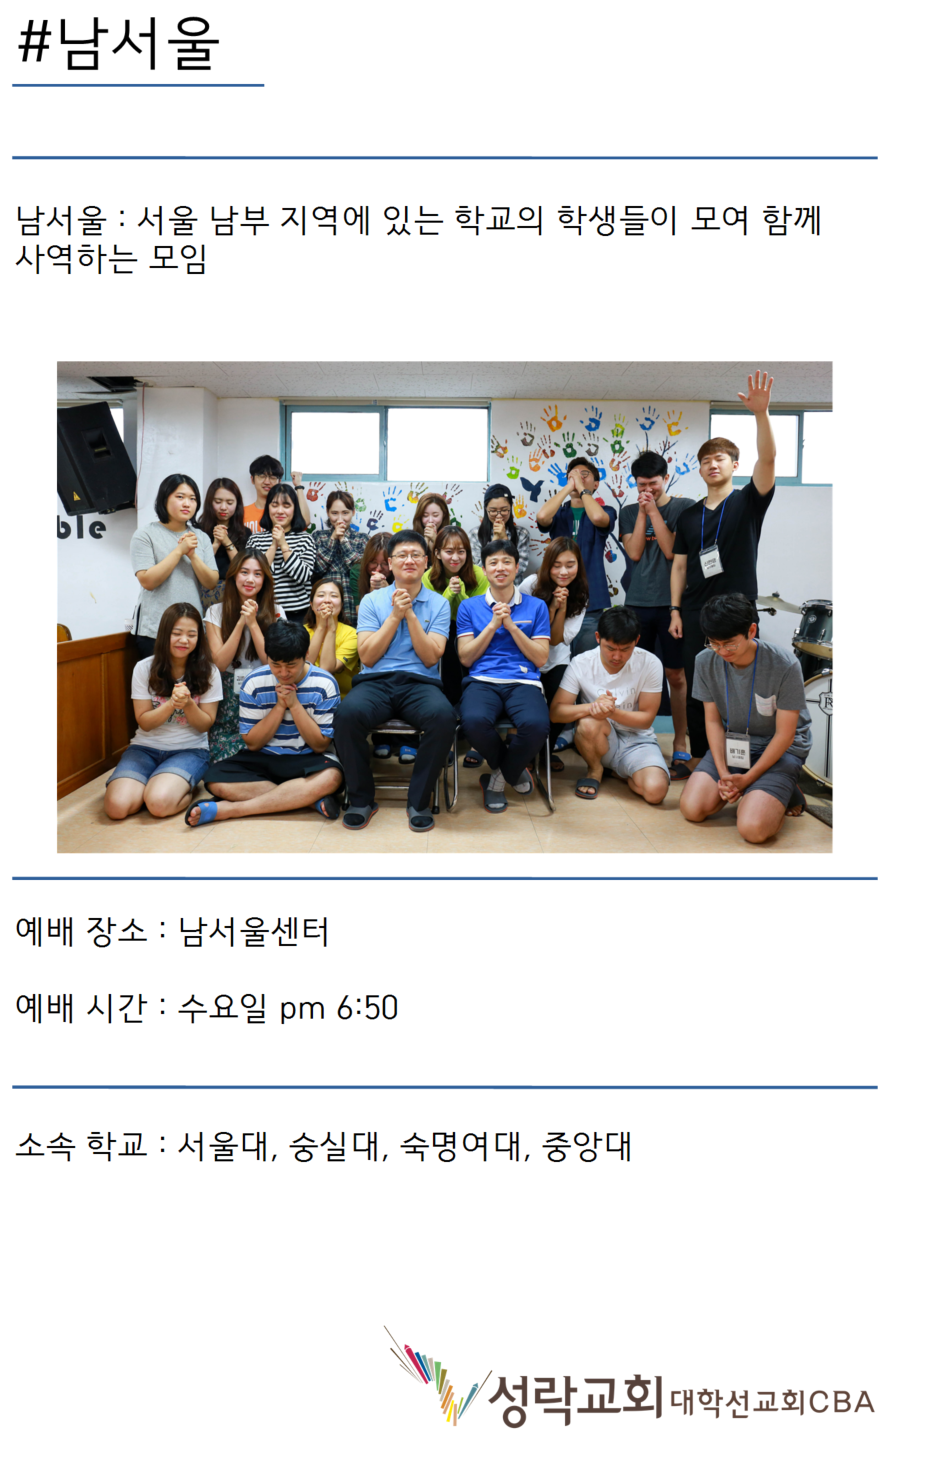 #남서울
남서울 : 서울 남부 지역에 있는 학교의 학생들이 모여 함께
사역하는 모임
ble
배기환
예배 장소 : 남서울센터
예배 시간 : 수요일 pm 6:50
소속 학교 : 서울대, 숭실대, 숙명여대, 중앙대
성락교회 대학선교회CBA